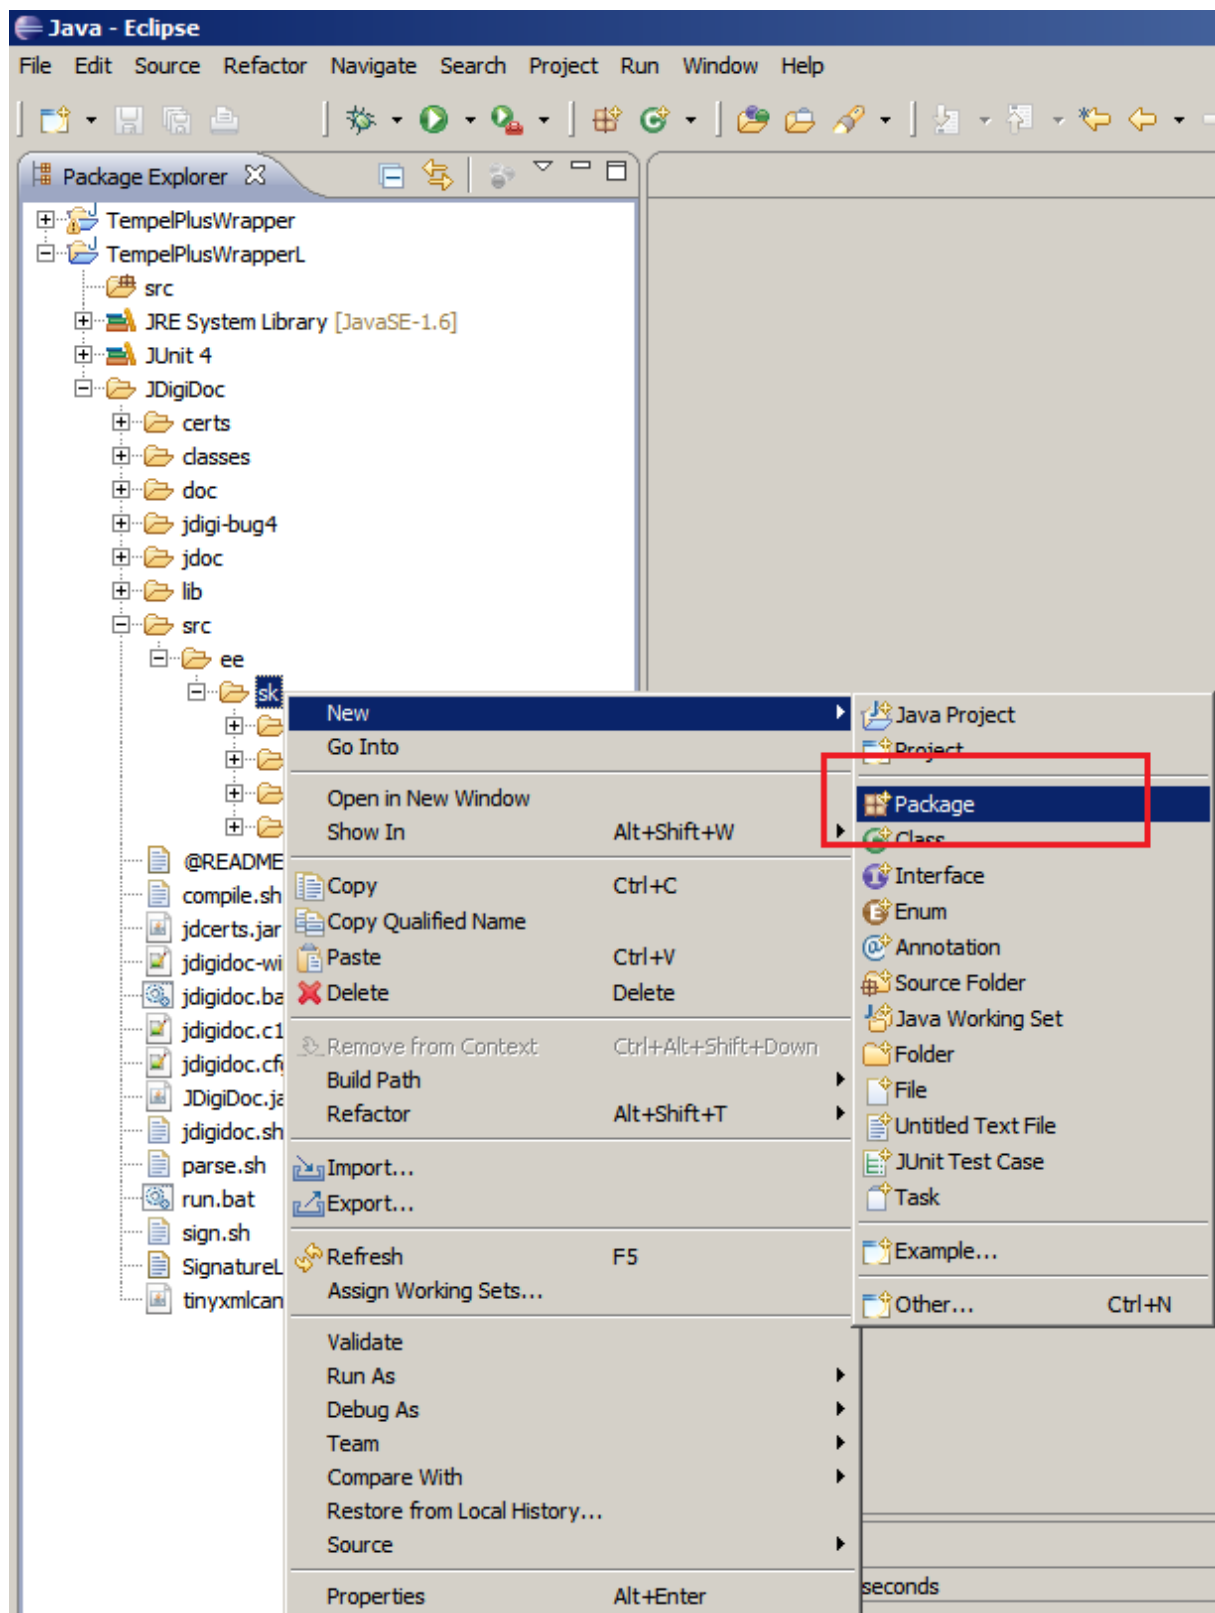 Java - Eclipse
File Edit Source Refactor Navigate Search Project Run Window Help
Package Explorer
TempelPlusWrapper
TempelPlusWrapperL
src
JRE System Library [JavaSE-1.6]
JUnit 4
JDigiDoc
certs
classes
doc
jdigi-bug4
jdoc
lib
src
ee
sk
@README
compile.sh
jdcerts.jar
jdigidoc-wi
jdigidoc.ba
jdigidoc.c1
jdigidoc.cf
JDigiDoc.ja
jdigidoc.sh
parse.sh
run.bat
sign.sh
SignatureL
tinyxmlcan
New
Go Into
Open in New Window
Show In Alt+Shift+W
Copy Ctrl+C
Copy Qualified Name
Paste Ctrl+V
Delete Delete
Remove from Context Ctrl+Alt+Shift+Down
Build Path
Refactor Alt+Shift+T
Import...
Export...
Refresh F5
Assign Working Sets...
Validate
Run As
Debug As
Team
Compare With
Restore from Local History...
Source
Properties Alt+Enter
Java Project
Project...
Package
Class
Interface
Enum
Annotation
Source Folder
Java Working Set
Folder
File
Untitled Text File
JUnit Test Case
Task
Example...
Other... Ctrl+N
seconds